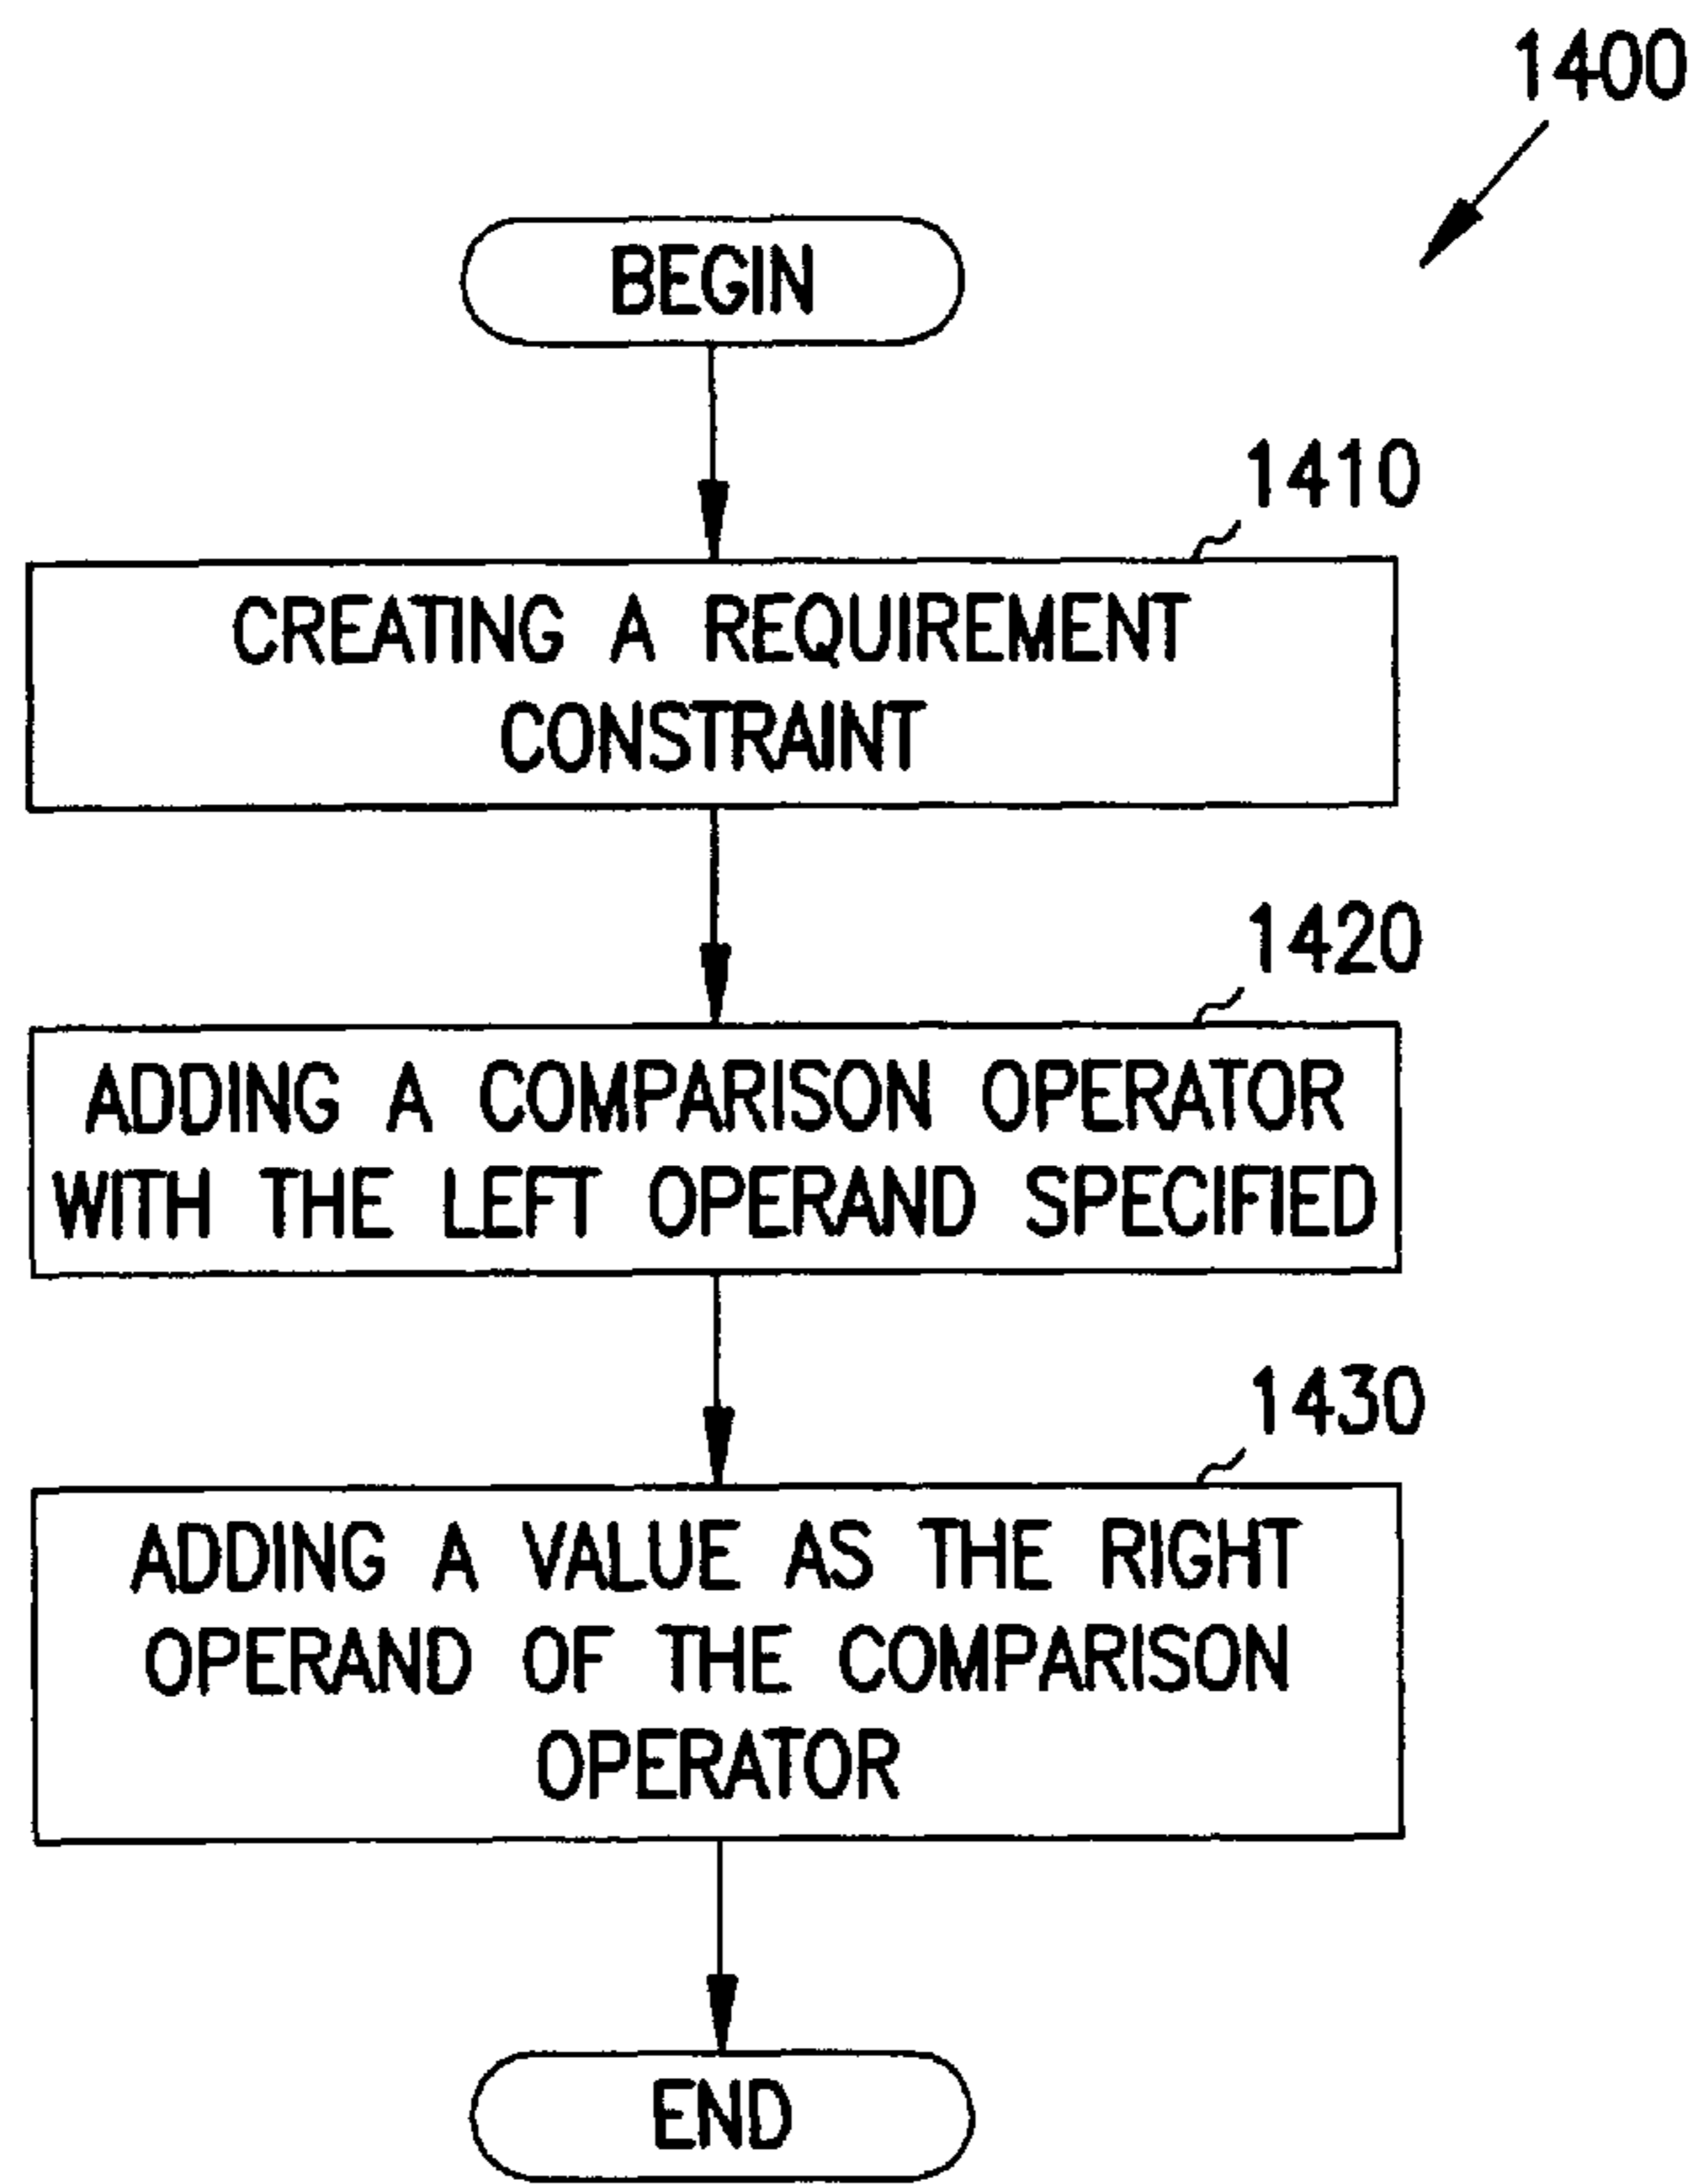 1400
BEGIN
1410
CREATING A REQUIREMENT
CONSTRAINT
1420
ADDING A COMPARISON OPERATOR
WITH THE LEFT OPERAND SPECIFIED
1430
ADDING A VALUE AS THE RIGHT
OPERAND OF THE COMPARISON
OPERATOR
END